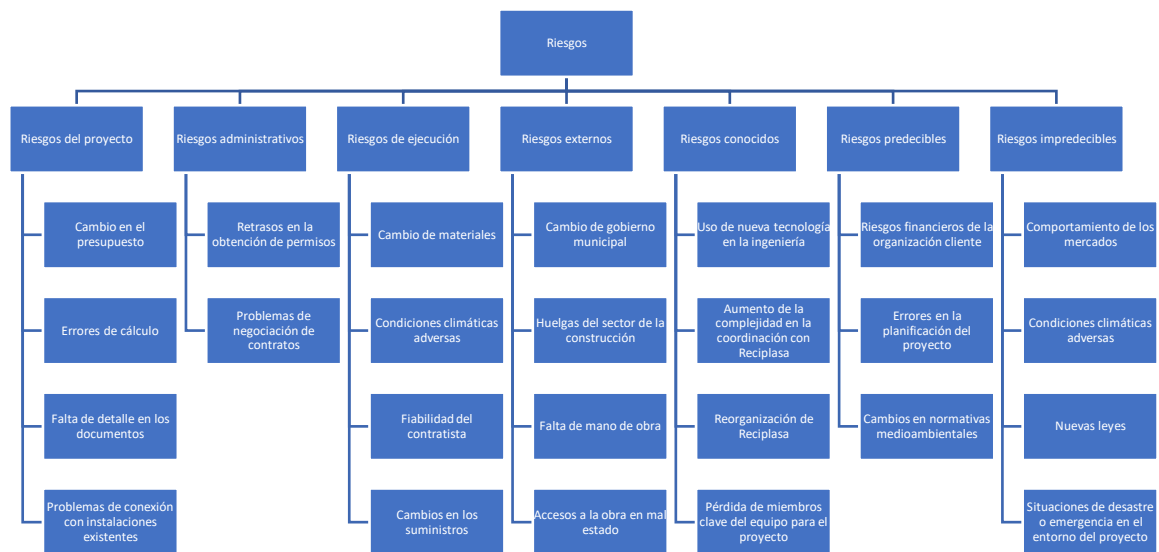 Riesgos
Riesgos del proyecto
Riesgos administrativos
Riesgos de ejecución
Riesgos externos
Riesgos conocidos
Riesgos predecibles
Riesgos impredecibles
Cambio en el
presupuesto
Errores de cálculo
Falta de detalle en los
documentos
Problemas de conexión
con instalaciones
existentes
Retrasos en la
obtención de permisos
Problemas de
negociación de
contratos
Cambio de materiales
Condiciones climáticas
adversas
Fiabilidad del
contratista
Cambios en los
suministros
Cambio de gobierno
municipal
Huelgas del sector de la
construcción
Falta de mano de obra
Accesos a la obra en mal
estado
Uso de nueva tecnología
en la ingeniería
Aumento de la
complejidad en la
coordinación con
Reciplasa
Reorganización de
Reciplasa
Pérdida de miembros
clave del equipo para el
proyecto
Riesgos financieros de la
organización cliente
Errores en la
planificación del
proyecto
Cambios en normativas
medioambientales
Comportamiento de los
mercados
Condiciones climáticas
adversas
Nuevas leyes
Situaciones de desastre
o emergencia en el
entorno del proyecto